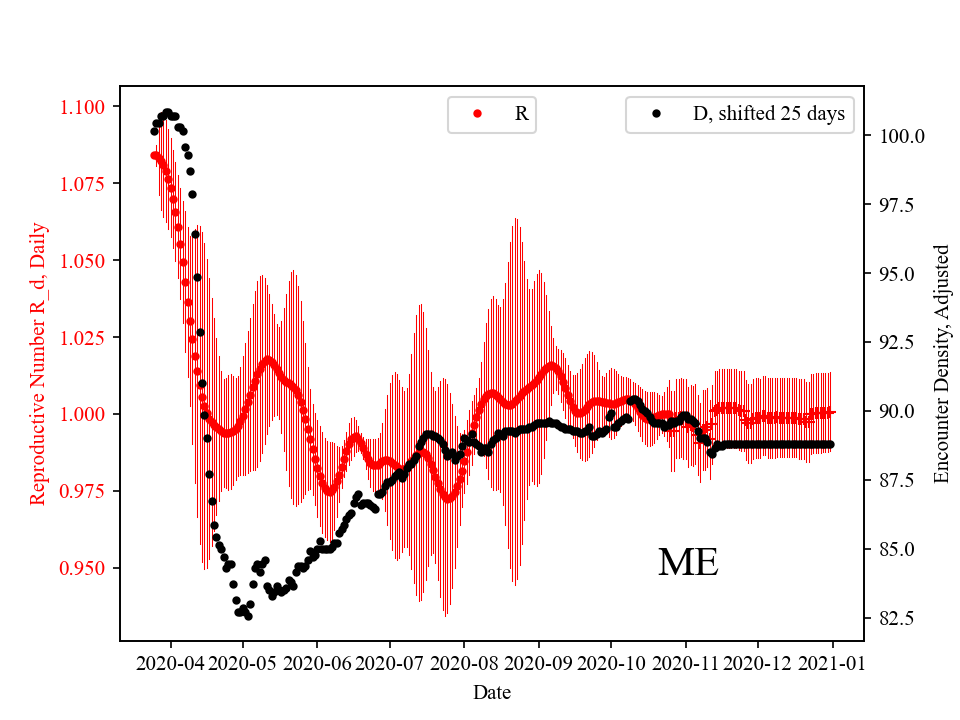 R
D, shifted 25 days
1.100
1.075
1.050
1.025
1.000
0.975
0.950
Reproductive Number R_d, Daily
100.0
97.5
95.0
92.5
90.0
87.5
85.0
82.5
Encounter Density, Adjusted
ME
2020-04 2020-05 2020-06 2020-07 2020-08 2020-09 2020-10 2020-11 2020-12 2021-01
Date